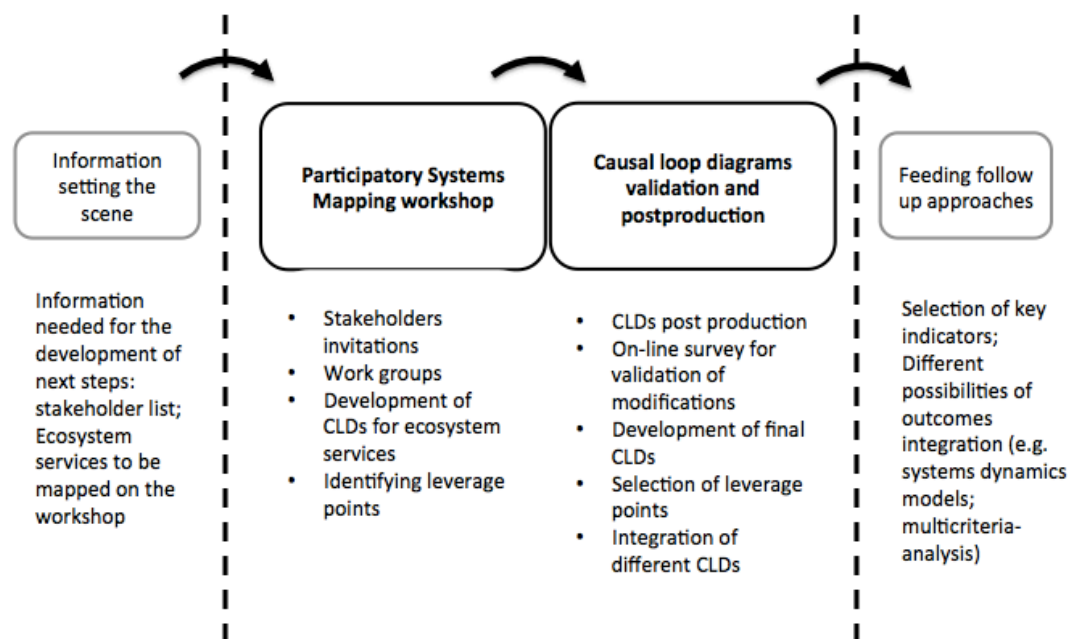 Information
setting the
scene
Participatory Systems
Mapping workshop
Causal loop diagrams
validation and
postproduction
Feeding follow
up approaches
Information
needed for the
development of
next steps:
stakeholder list;
Ecosystem
services to be
mapped on the
workshop
• Stakeholders
invitations
• Work groups
• Development of
CLDs for ecosystem
services
• Identifying leverage
points
• CLDs post production
• On-line survey for
validation of
modifications
• Development of final
CLDs
• Selection of leverage
points
• Integration of
different CLDs
Selection of key
indicators;
Different
possibilities of
outcomes
integration (e.g.
systems dynamics
models;
multicriteria-
analysis)